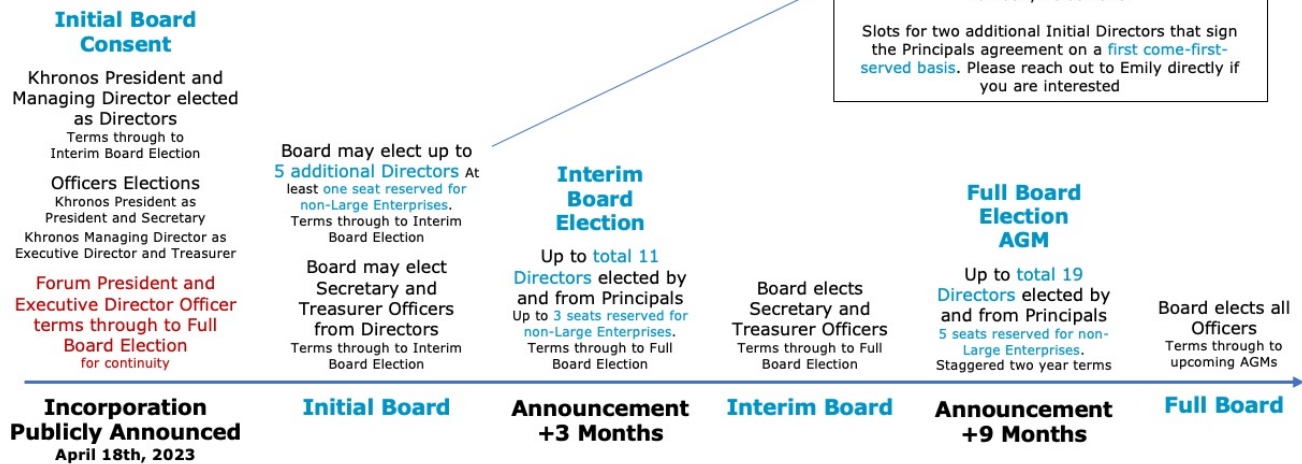 Slots for two additional Initial Directors that sign
the Principals agreement on a first come-first-
served basis. Please reach out to Emily directly if
you are interested
Initial Board
Consent
Khronos President and
Managing Director elected
as Directors
Terms through to
Interim Board Election
Officers Elections
Khronos President as
President and Secretary
Khronos Managing Director as
Executive Director and Treasurer
Forum President and
Executive Director Officer
terms through to Full
Board Election
for continuity
Incorporation
Publicly Announced
April 18th, 2023
Board may elect up to
5 additional Directors At
least one seat reserved for
non-Large Enterprises.
Terms through to Interim
Board Election
Board may elect
Secretary and
Treasurer Officers
from Directors
Terms through to Interim
Board Election
Initial Board
Interim
Board
Election
Up to total 11
Directors elected by
and from Principals
Up to 3 seats reserved for
non-Large Enterprises.
Terms through to Full
Board Election
Announcement
+3 Months
Board elects
Secretary and
Treasurer Officers
Terms through to Full
Board Election
Interim Board
Full Board
Election
AGM
Up to total 19
Directors elected by
and from Principals
5 seats reserved for non-
Large Enterprises.
Staggered two year terms
Announcement
+9 Months
Board elects all
Officers
Terms through to
upcoming AGMs
Full Board